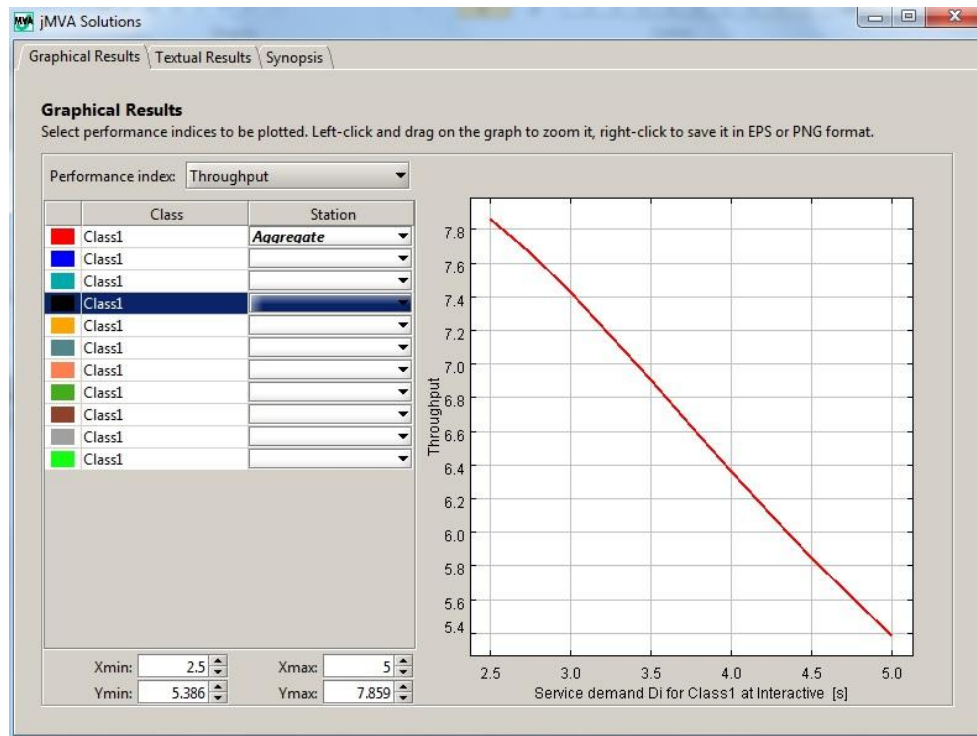 jMVA Solutions
Graphical Results Textual Results Synopsis
Graphical Results
Select performance indices to be plotted. Left-click and drag on the graph to zoom it, right-click to save it in EPS or PNG format.
Performance index: Throughput
Class Station
Class1 Aggregate
Class1
Class1
Class1
Class1
Class1
Class1
Class1
Class1
Class1
Class1
Xmin: 2.5 Xmax: 5
Ymin: 5.386 Ymax: 7.859
Throughput
7.8
7.6
7.4
7.2
7.0
6.8
6.6
6.4
6.2
6.0
5.8
5.6
5.4
2.5 3.0 3.5 4.0 4.5 5.0
Service demand Di for Class1 at Interactive [s]